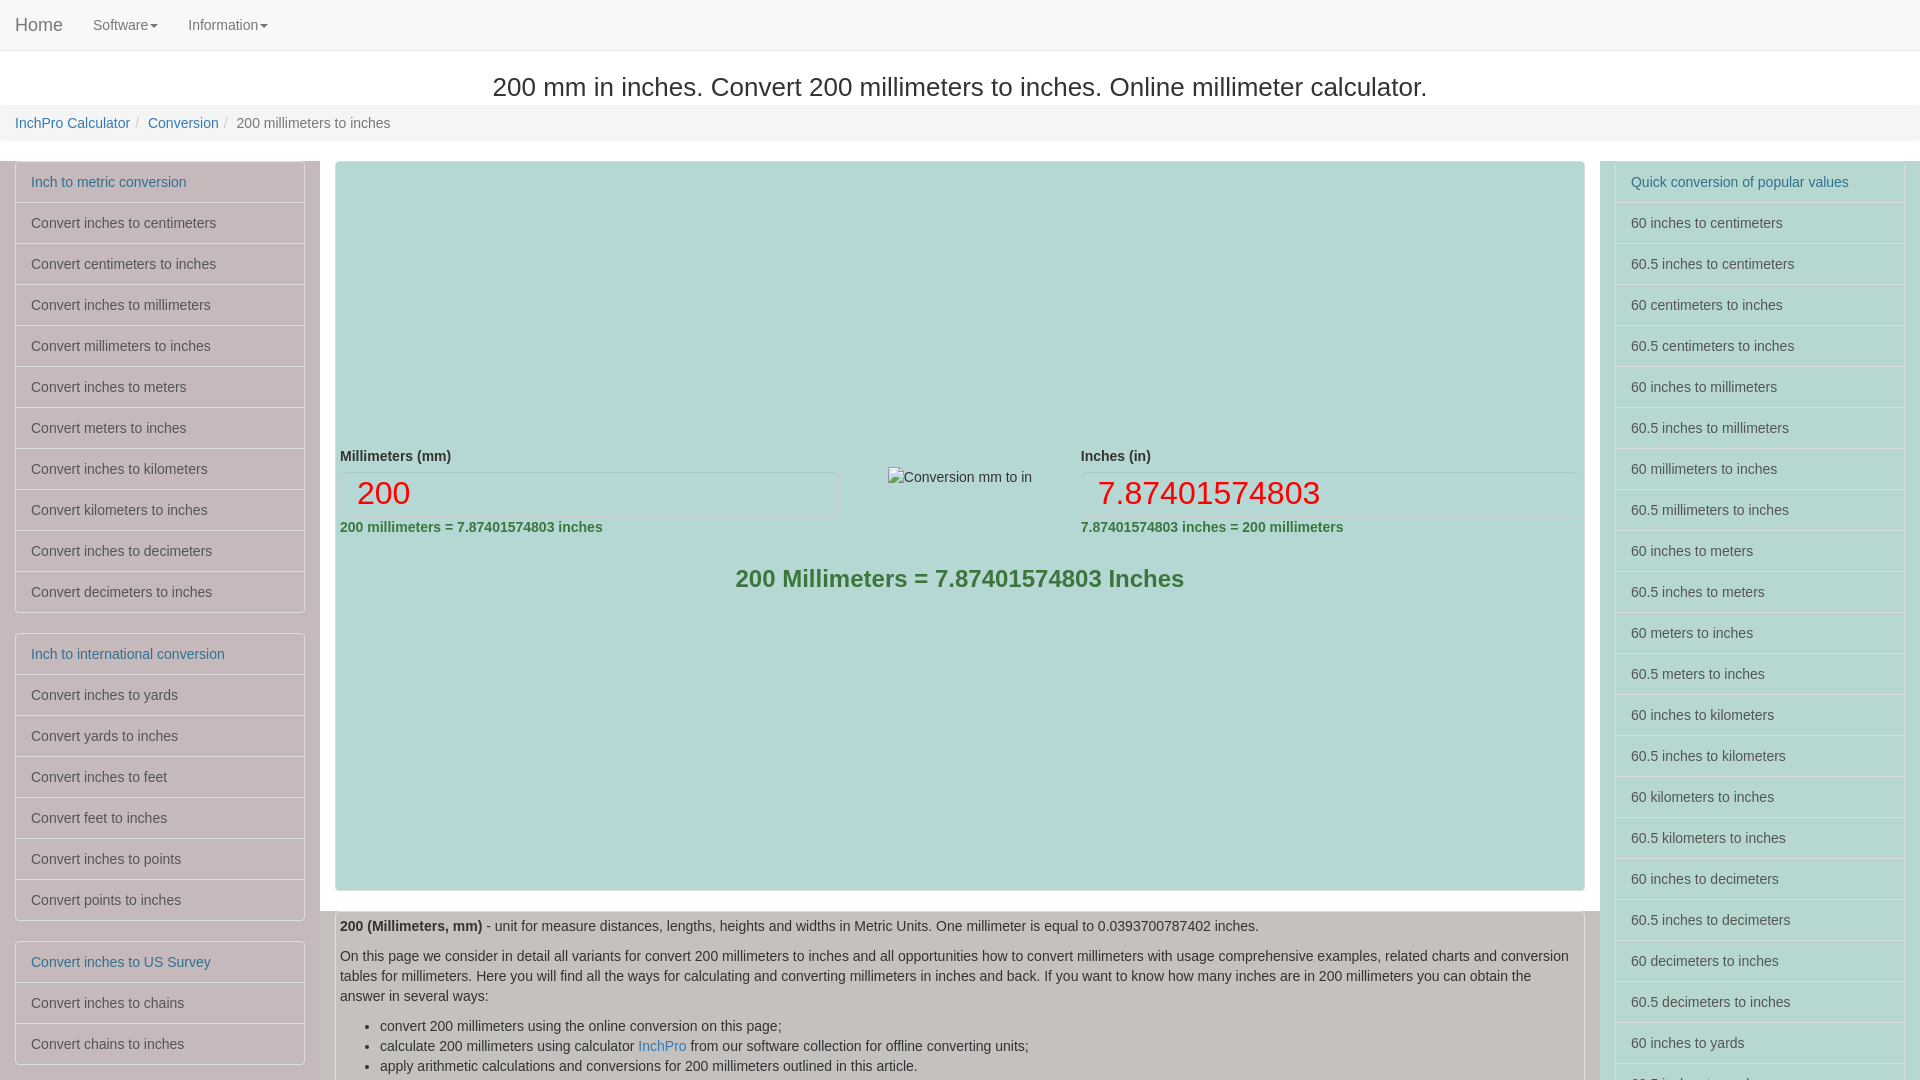 Home
Software
Information
200 mm in inches. Convert 200 millimeters to inches. Online millimeter calculator.
InchPro Calculator / Conversion / 200 millimeters to inches
Inch to metric conversion
Convert inches to centimeters
Convert centimeters to inches
Convert inches to millimeters
Convert millimeters to inches
Convert inches to meters
Convert meters to inches
Convert inches to kilometers
Convert kilometers to inches
Convert inches to decimeters
Convert decimeters to inches
Inch to international conversion
Convert inches to yards
Convert yards to inches
Convert inches to feet
Convert feet to inches
Convert inches to points
Convert points to inches
Convert inches to US Survey
Convert inches to chains
Convert chains to inches
Millimeters (mm)
200
200 millimeters = 7.87401574803 inches
Conversion mm to in
Inches (in)
7.87401574803
7.87401574803 inches = 200 millimeters
200 Millimeters = 7.87401574803 Inches
200 (Millimeters, mm) - unit for measure distances, lengths, heights and widths in Metric Units. One millimeter is equal to 0.0393700787402 inches.
On this page we consider in detail all variants for convert 200 millimeters to inches and all opportunities how to convert millimeters with usage comprehensive examples, related charts and conversion
tables for millimeters. Here you will find all the ways for calculating and converting millimeters in inches and back. If you want to know how many inches are in 200 millimeters you can obtain the
answer in several ways:
• convert 200 millimeters using the online conversion on this page;
• calculate 200 millimeters using calculator InchPro from our software collection for offline converting units;
• apply arithmetic calculations and conversions for 200 millimeters outlined in this article.
Quick conversion of popular values
60 inches to centimeters
60.5 inches to centimeters
60 centimeters to inches
60.5 centimeters to inches
60 inches to millimeters
60.5 inches to millimeters
60 millimeters to inches
60.5 millimeters to inches
60 inches to meters
60.5 inches to meters
60 meters to inches
60.5 meters to inches
60 inches to kilometers
60.5 inches to kilometers
60 kilometers to inches
60.5 kilometers to inches
60 inches to decimeters
60.5 inches to decimeters
60 decimeters to inches
60.5 decimeters to inches
60 inches to yards